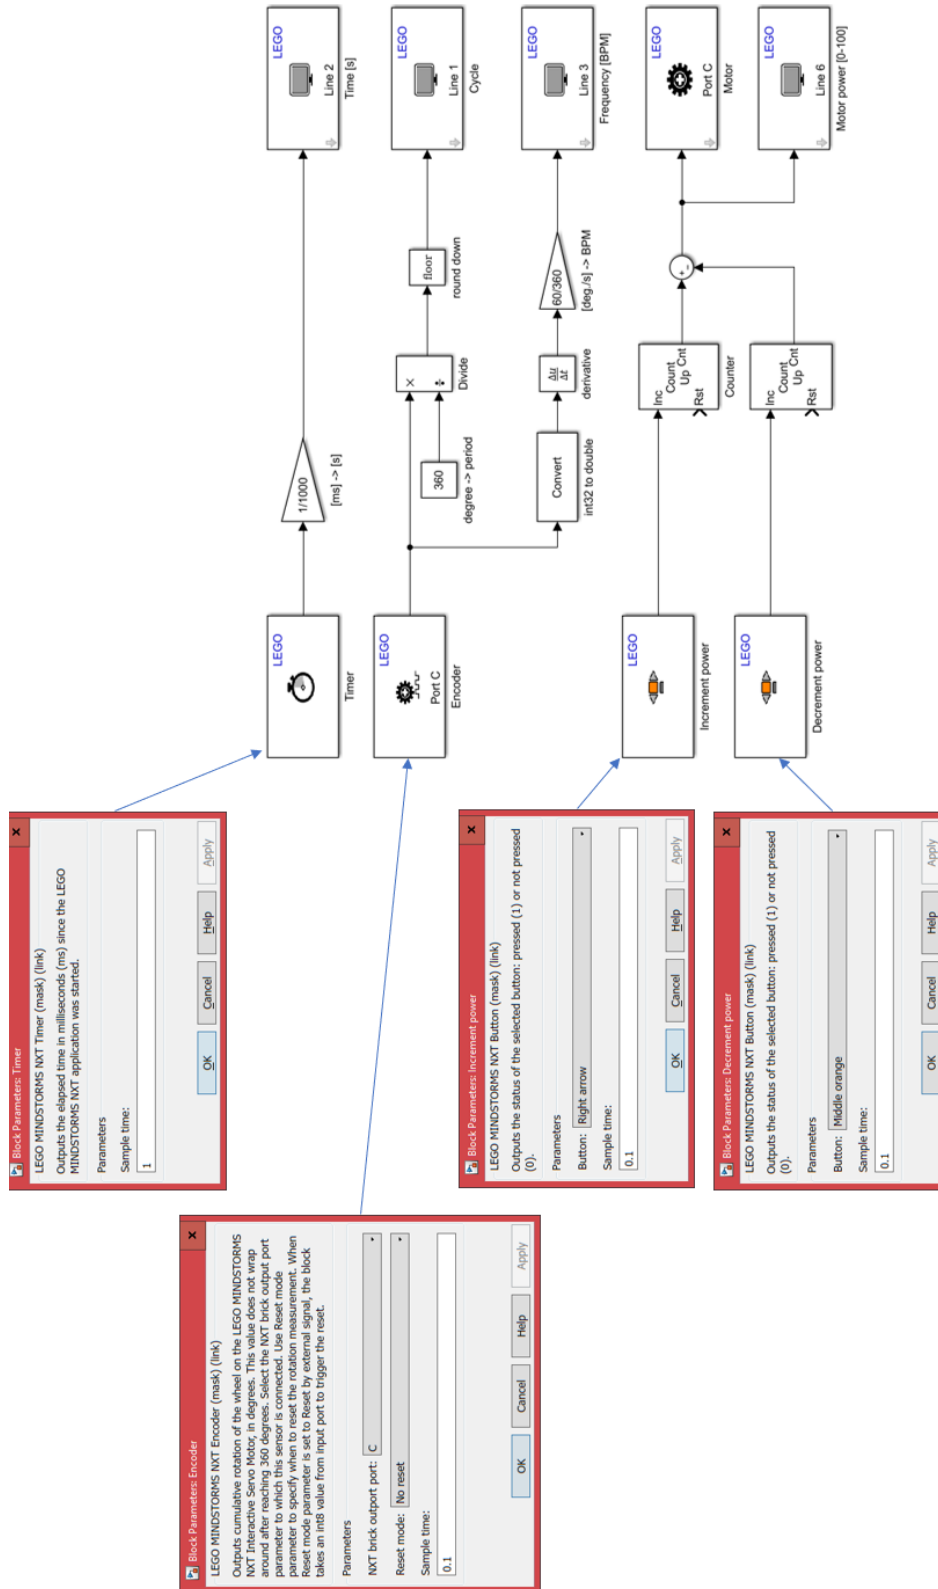 Block Parameters: Timer
x
LEGO MINDSTORMS NXT Timer (mask) (link)
Outputs the elapsed time in milliseconds (ms) since the LEGO
MINDSTORMS NXT application was started.
Parameters
Sample time:
1
OK
Cancel
Help
Apply
Block Parameters: Encoder
x
LEGO MINDSTORMS NXT Encoder (mask) (link)
Outputs cumulative rotation of the wheel on the LEGO MINDSTORMS
NXT Interactive Servo Motor, in degrees. This value does not wrap
around after reaching 360 degrees. Select the NXT brick output port
parameter to which this sensor is connected. Use Reset mode
parameter to specify when to reset the rotation measurement. When
Reset mode parameter is set to Reset by external signal, the block
takes an int8 value from input port to trigger the reset.
Parameters
NXT brick outport port: C
Reset mode: No reset
Sample time:
0.1
OK
Cancel
Help
Apply
Block Parameters: Increment power
x
LEGO MINDSTORMS NXT Button (mask) (link)
Outputs the status of the selected button: pressed (1) or not pressed
(0).
Parameters
Button: Right arrow
Sample time:
0.1
OK
Cancel
Help
Apply
Block Parameters: Decrement power
x
LEGO MINDSTORMS NXT Button (mask) (link)
Outputs the status of the selected button: pressed (1) or not pressed
(0).
Parameters
Button: Middle orange
Sample time:
0.1
OK
Cancel
Help
Apply
LEGO
Timer
1/1000
[ms] -> [s]
LEGO
Line 2
Time [s]
LEGO
Port C
Encoder
360
degree -> period
×
÷
Divide
floor
round down
LEGO
Line 1
Cycle
Convert
int32 to double
Δu
Δt
derivative
60/360
[deg./s] -> BPM
LEGO
Line 3
Frequency [BPM]
LEGO
Increment power
Inc
Count
Up Cnt
Rst
Counter
+
-
LEGO
Port C
Motor
LEGO
Decrement power
Inc
Count
Up Cnt
Rst
LEGO
Line 6
Motor power [0-100]